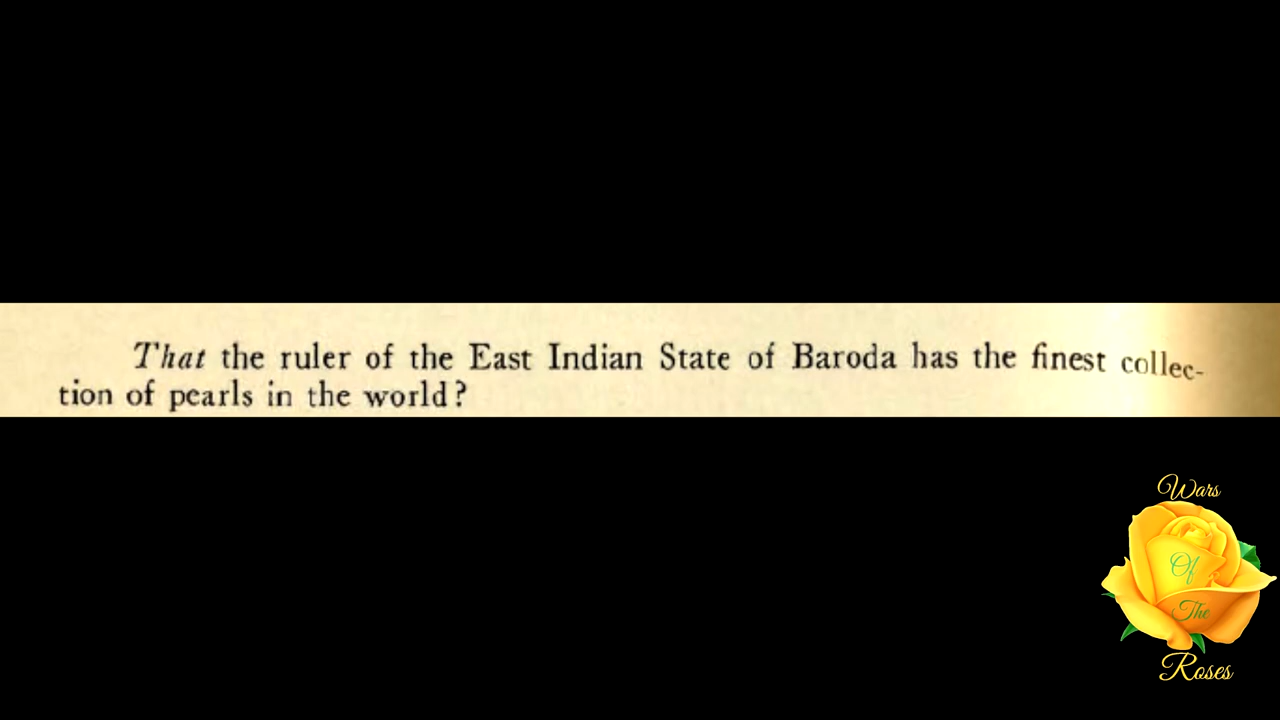 That the ruler of the East Indian State of Baroda has the finest collec-
tion of pearls in the world?
Wars
Of
The
Roses